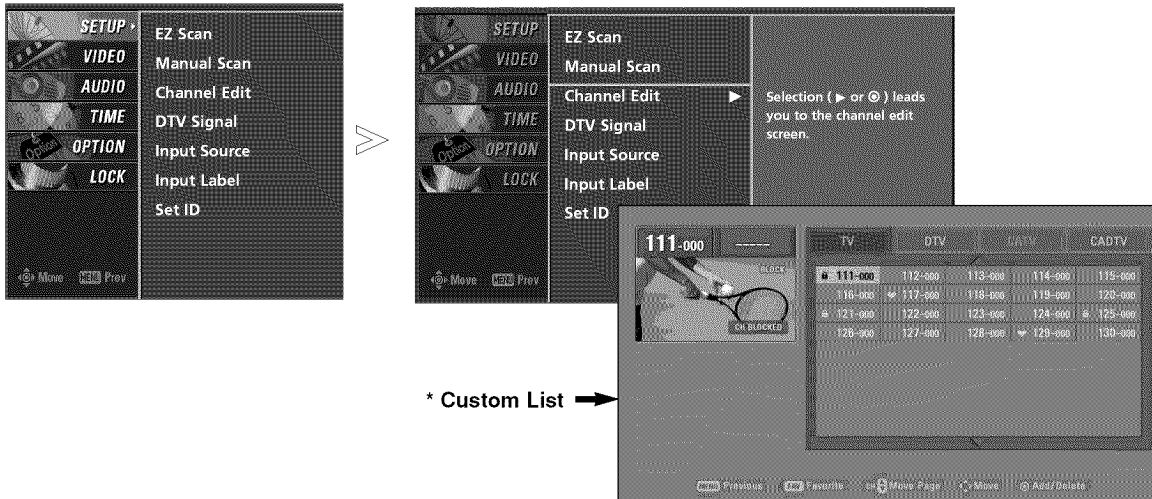 SETUP
VIDEO
AUDIO
TIME
OPTION
LOCK
Move MENU Prev
EZ Scan
Manual Scan
Channel Edit
DTV Signal
Input Source
Input Label
Set ID
SETUP
VIDEO
AUDIO
TIME
OPTION
LOCK
Move MENU Prev
EZ Scan
Manual Scan
Channel Edit ▶
DTV Signal
Input Source
Input Label
Set ID
Selection ( ▶ or ◉ ) leads
you to the channel edit
screen.
* Custom List
111-000 -----
BLOCK
CH BLOCKED
TV DTV CATV CADTV
111-000 112-000 113-000 114-000 115-000
116-000 117-000 118-000 119-000 120-000
121-000 122-000 123-000 124-000 125-000
126-000 127-000 128-000 129-000 130-000
MENU Previous FAV Favorite CH Move Page Move Add/Delete